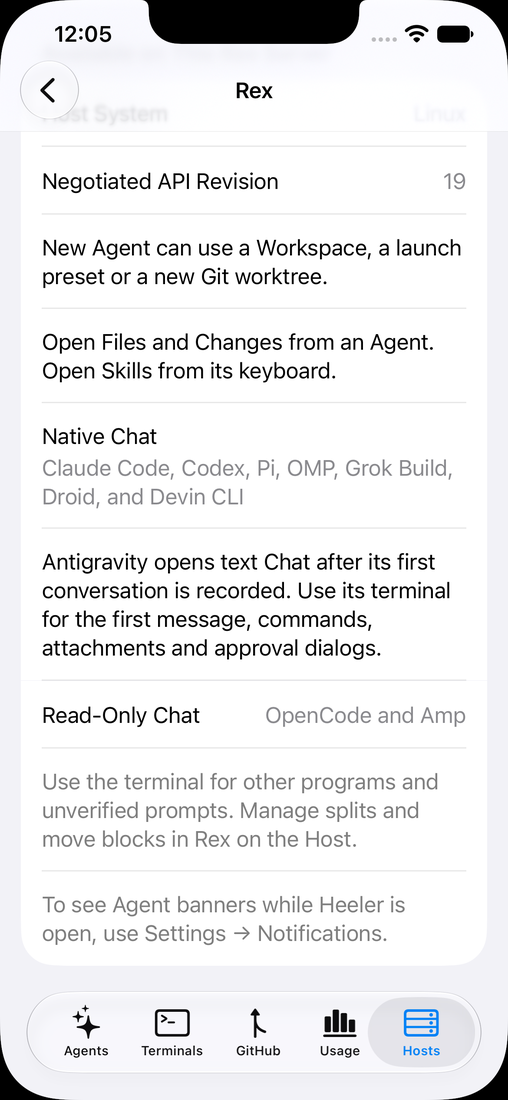 12:05
Rex
Host System Linux
Negotiated API Revision 19
New Agent can use a Workspace, a launch
preset or a new Git worktree.
Open Files and Changes from an Agent.
Open Skills from its keyboard.
Native Chat
Claude Code, Codex, Pi, OMP, Grok Build,
Droid, and Devin CLI
Antigravity opens text Chat after its first
conversation is recorded. Use its terminal
for the first message, commands,
attachments and approval dialogs.
Read-Only Chat OpenCode and Amp
Use the terminal for other programs and
unverified prompts. Manage splits and
move blocks in Rex on the Host.
To see Agent banners while Heeler is
open, use Settings → Notifications.
Agents Terminals GitHub Usage Hosts